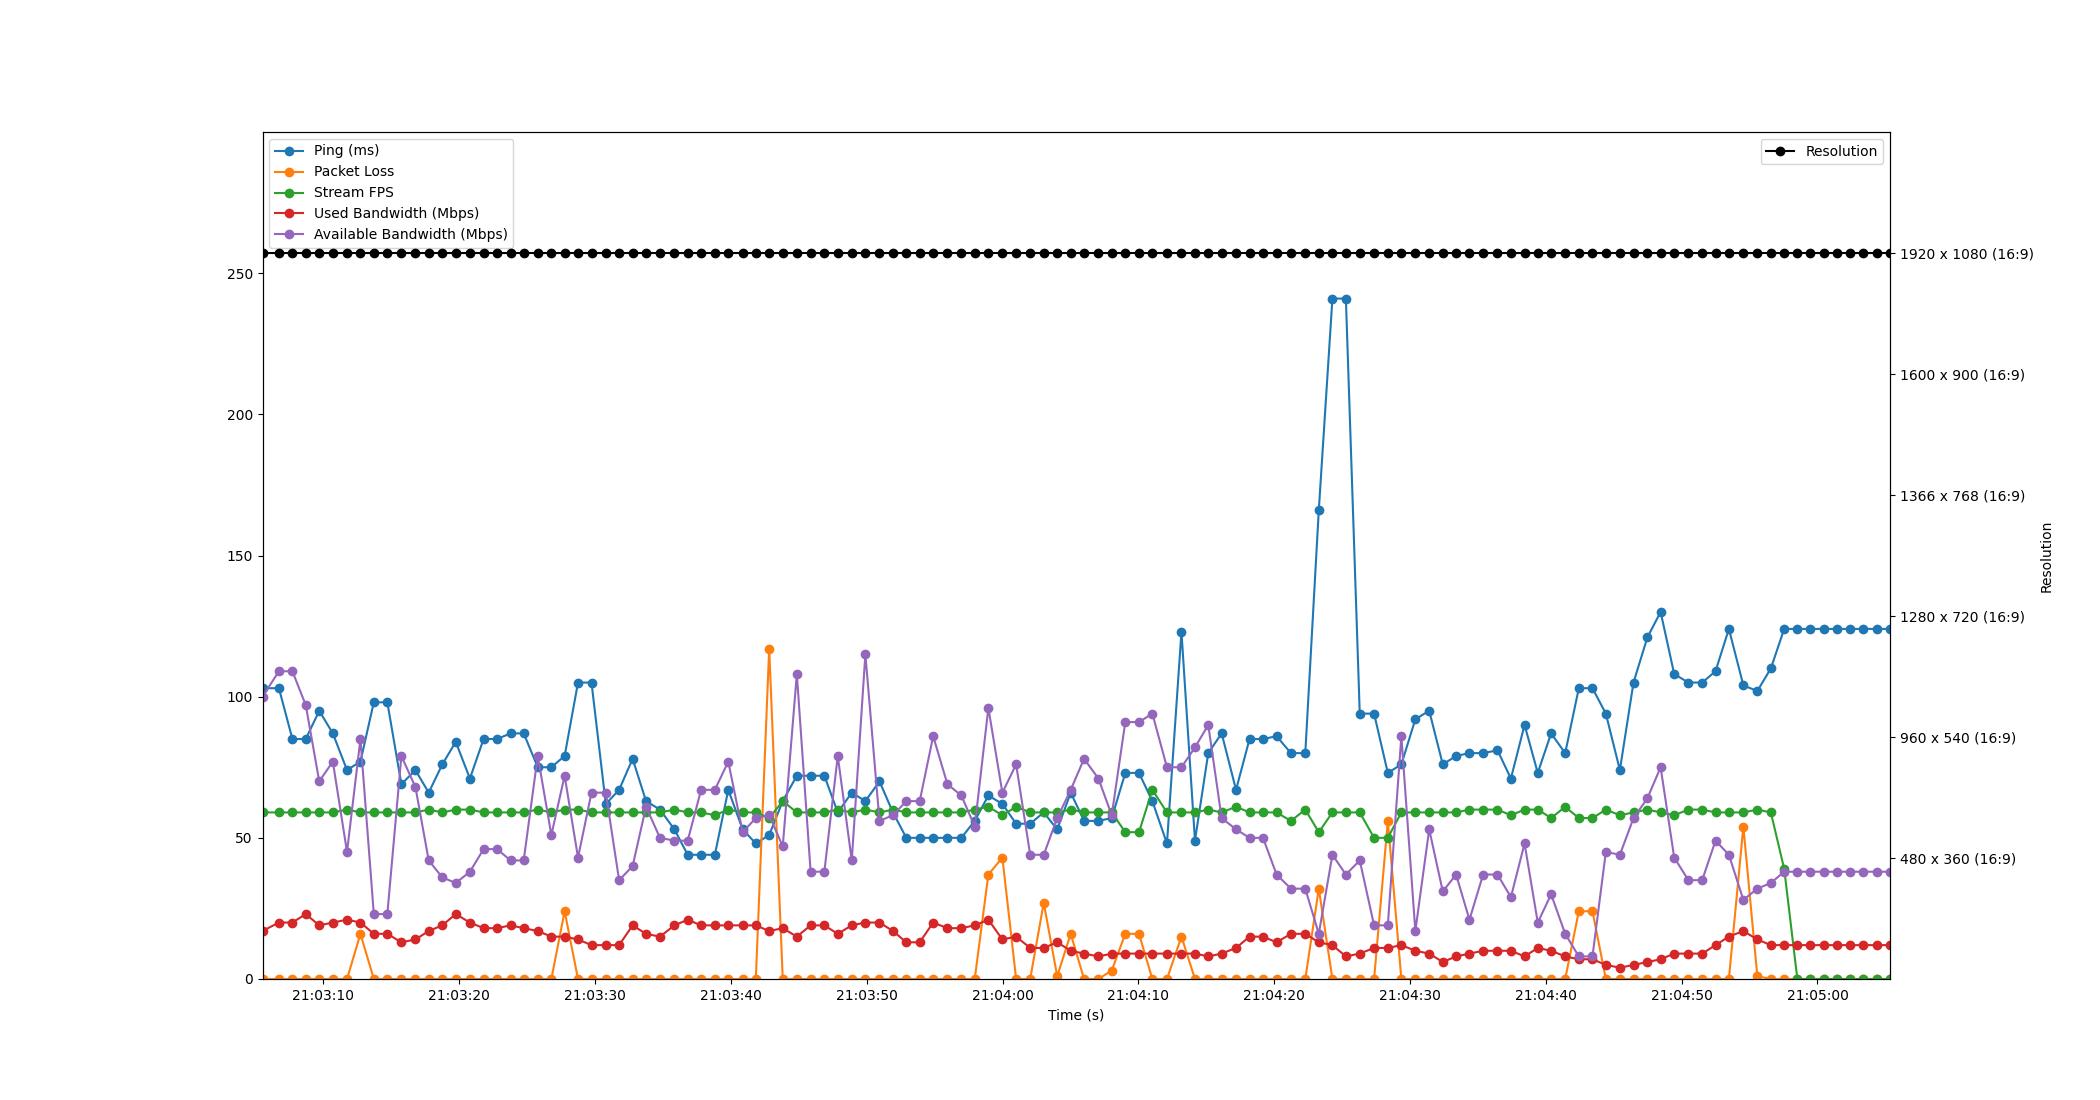 Ping (ms)
Packet Loss
Stream FPS
Used Bandwidth (Mbps)
Available Bandwidth (Mbps)
Resolution
250
200
150
100
50
0
1920 x 1080 (16:9)
1600 x 900 (16:9)
1366 x 768 (16:9)
1280 x 720 (16:9)
960 x 540 (16:9)
480 x 360 (16:9)
Resolution
21:03:10 21:03:20 21:03:30 21:03:40 21:03:50 21:04:00 21:04:10 21:04:20 21:04:30 21:04:40 21:04:50 21:05:00
Time (s)